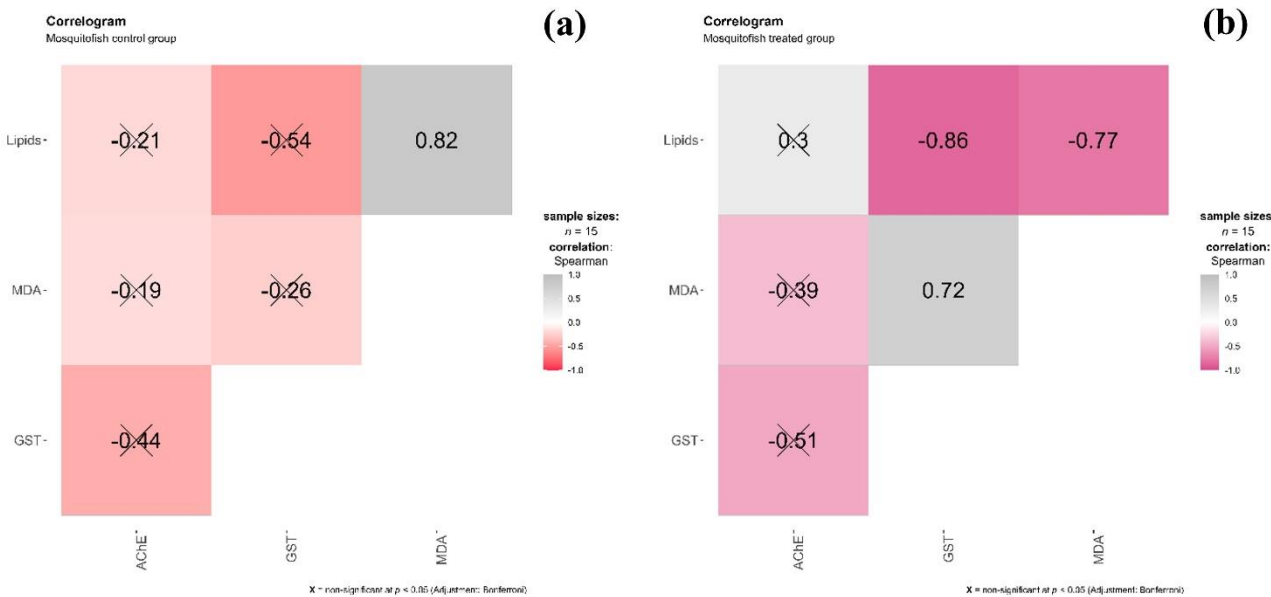 Correlogram
Mosquitofish control group
(a)
Lipids
-0.21
-0.54
0.82
MDA
-0.19
-0.26
GST
-0.44
AChE
GST
MDA
sample sizes:
n = 15
correlation:
Spearman
1.0
0.5
0.0
-0.5
-1.0
X = non-significant at p < 0.05 (Adjustment: Bonferroni)
Correlogram
Mosquitofish treated group
(b)
Lipids
0.3
-0.86
-0.77
MDA
-0.39
0.72
GST
-0.51
AChE
GST
MDA
sample sizes
n = 15
correlation:
Spearman
1.0
0.5
0.0
-0.5
-1.0
X = non-significant at p < 0.05 (Adjustment: Bonferroni)